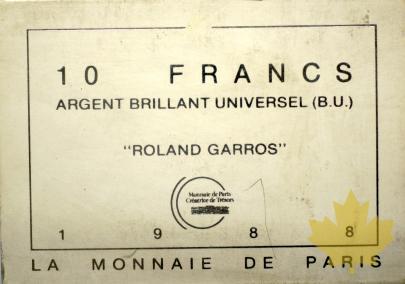 10 FRANCS
ARGENT BRILLANT UNIVERSEL (B.U.)
"ROLAND GARROS"
Monnaie de Paris
Créatrice de Trésors
1 9 8 8
LA MONNAIE DE PARIS